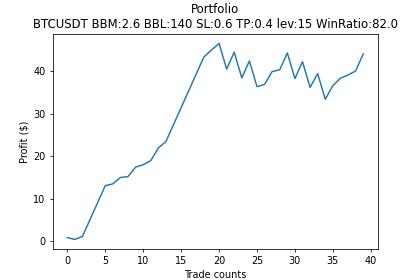 Portfolio
BTCUSDT BBM:2.6 BBL:140 SL:0.6 TP:0.4 lev:15 WinRatio:82.0
Profit ($)
40
30
20
10
0
0 5 10 15 20 25 30 35 40
Trade counts